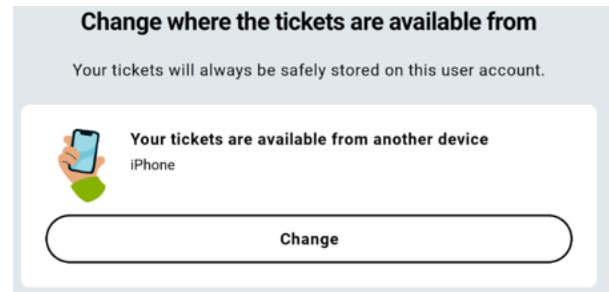 Change where the tickets are available from
Your tickets will always be safely stored on this user account.
Your tickets are available from another device
iPhone
Change